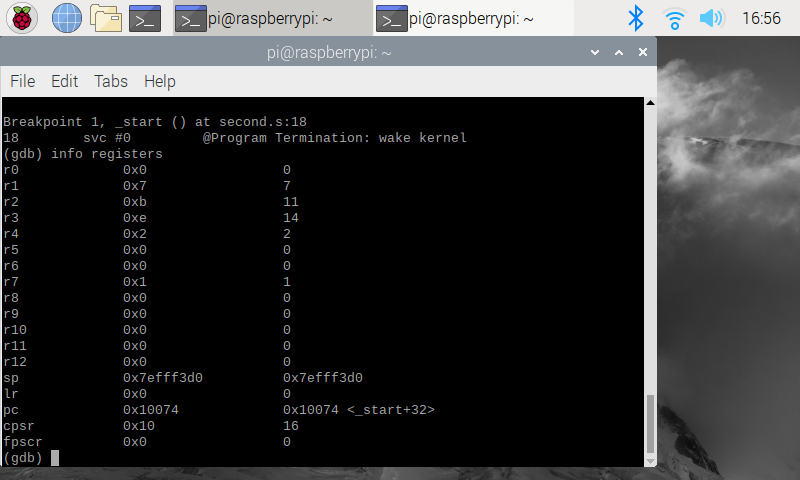 pi@raspberrypi: ~ pi@raspberrypi: ~ 16:56
pi@raspberrypi: ~
File Edit Tabs Help
Breakpoint 1, _start () at second.s:18
18 svc #0 @Program Termination: wake kernel
(gdb) info registers
r0 0x0 0
r1 0x7 7
r2 0xb 11
r3 0xe 14
r4 0x2 2
r5 0x0 0
r6 0x0 0
r7 0x1 1
r8 0x0 0
r9 0x0 0
r10 0x0 0
r11 0x0 0
r12 0x0 0
sp 0x7efff3d0 0x7efff3d0
lr 0x0 0
pc 0x10074 0x10074 <_start+32>
cpsr 0x10 16
fpscr 0x0 0
(gdb)